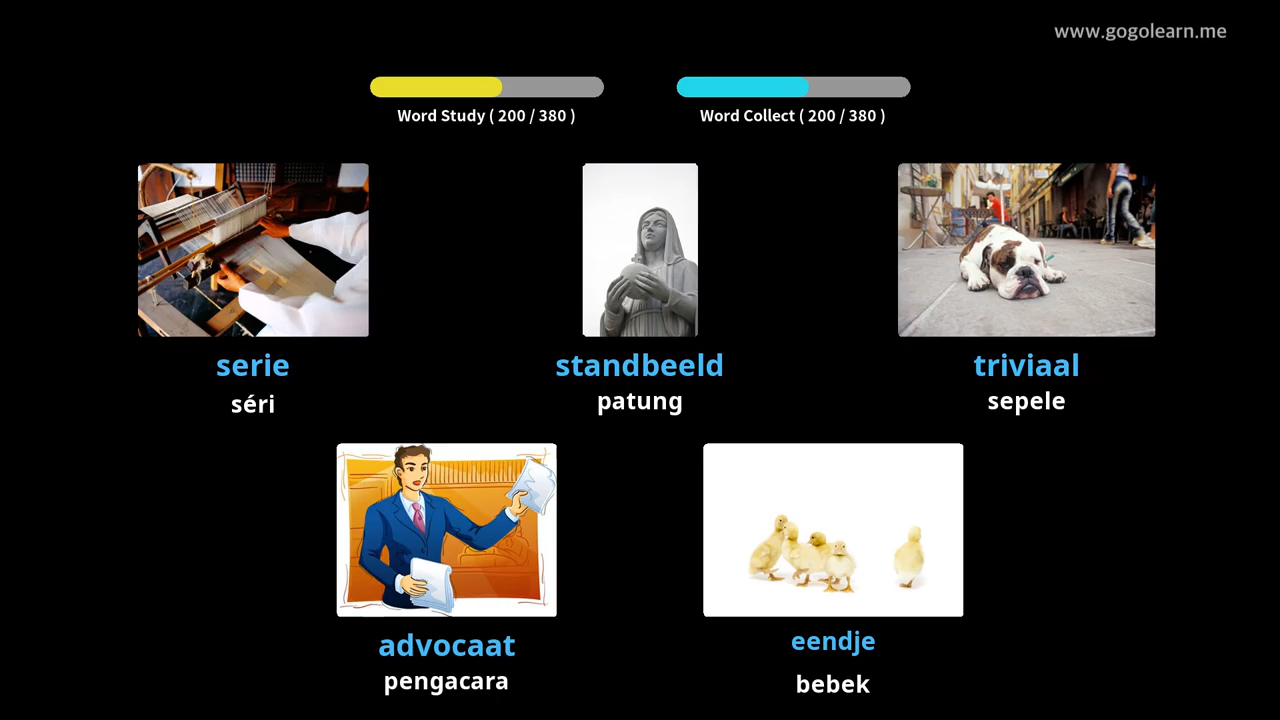 www.gogolearn.me
Word Study ( 200 / 380 )
Word Collect ( 200 / 380 )
serie
séri
standbeeld
patung
triviaal
sepele
advocaat
pengacara
eendje
bebek